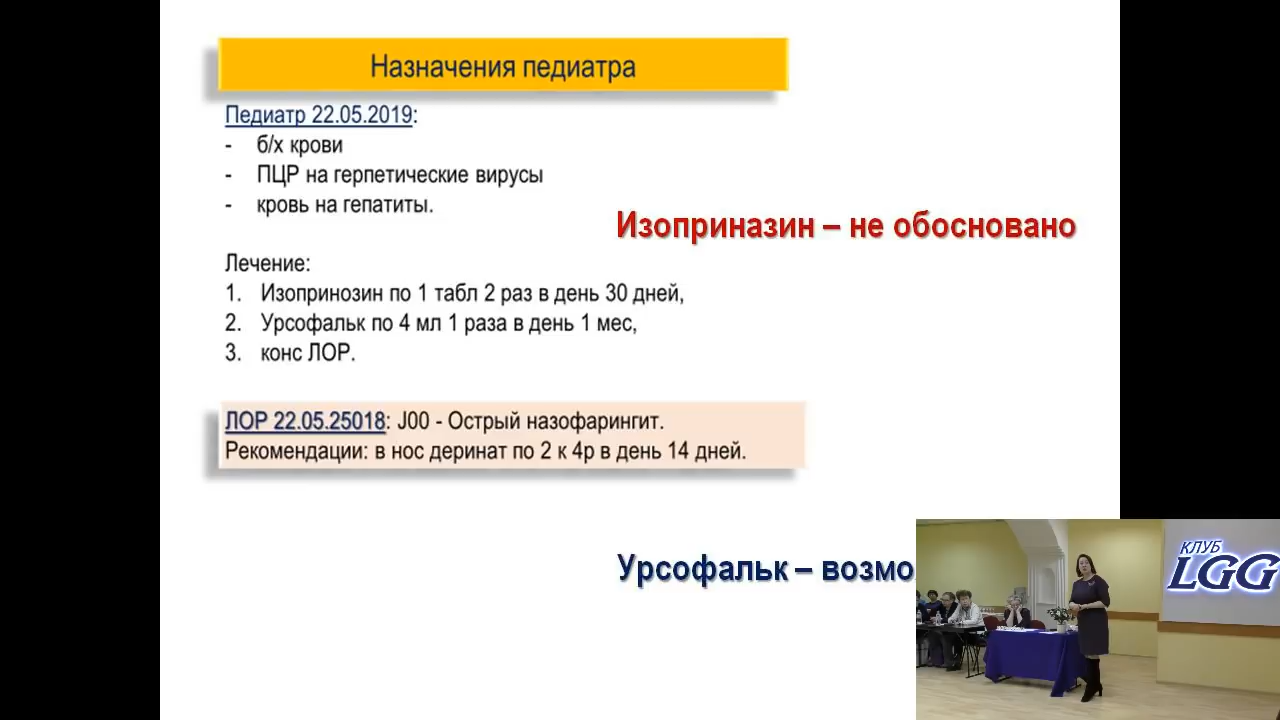 Назначения педиатра
Педиатр 22.05.2019:
- б/х крови
- ПЦР на герпетические вирусы
- кровь на гепатиты.
Изоприназин – не обосновано
Лечение:
1. Изопринозин по 1 табл 2 раз в день 30 дней,
2. Урсофальк по 4 мл 1 раза в день 1 мес,
3. конс ЛОР.
ЛОР 22.05.25018: J00 - Острый назофарингит.
Рекомендации: в нос деринат по 2 к 4р в день 14 дней.
Урсофальк – возмо
КЛУБ
LGG